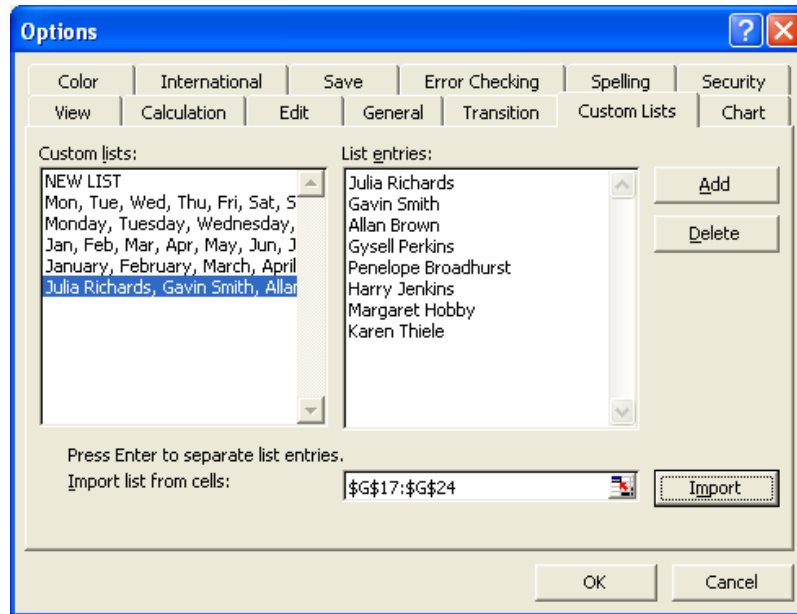 Options
Color International Save Error Checking Spelling Security
View Calculation Edit General Transition Custom Lists Chart
Custom lists:
NEW LIST
Mon, Tue, Wed, Thu, Fri, Sat, S
Monday, Tuesday, Wednesday,
Jan, Feb, Mar, Apr, May, Jun, J
January, February, March, April
Julia Richards, Gavin Smith, Allar
List entries:
Julia Richards
Gavin Smith
Allan Brown
Gysell Perkins
Penelope Broadhurst
Harry Jenkins
Margaret Hobby
Karen Thiele
Add
Delete
Press Enter to separate list entries.
Import list from cells: $G$17:$G$24 Import
OK Cancel